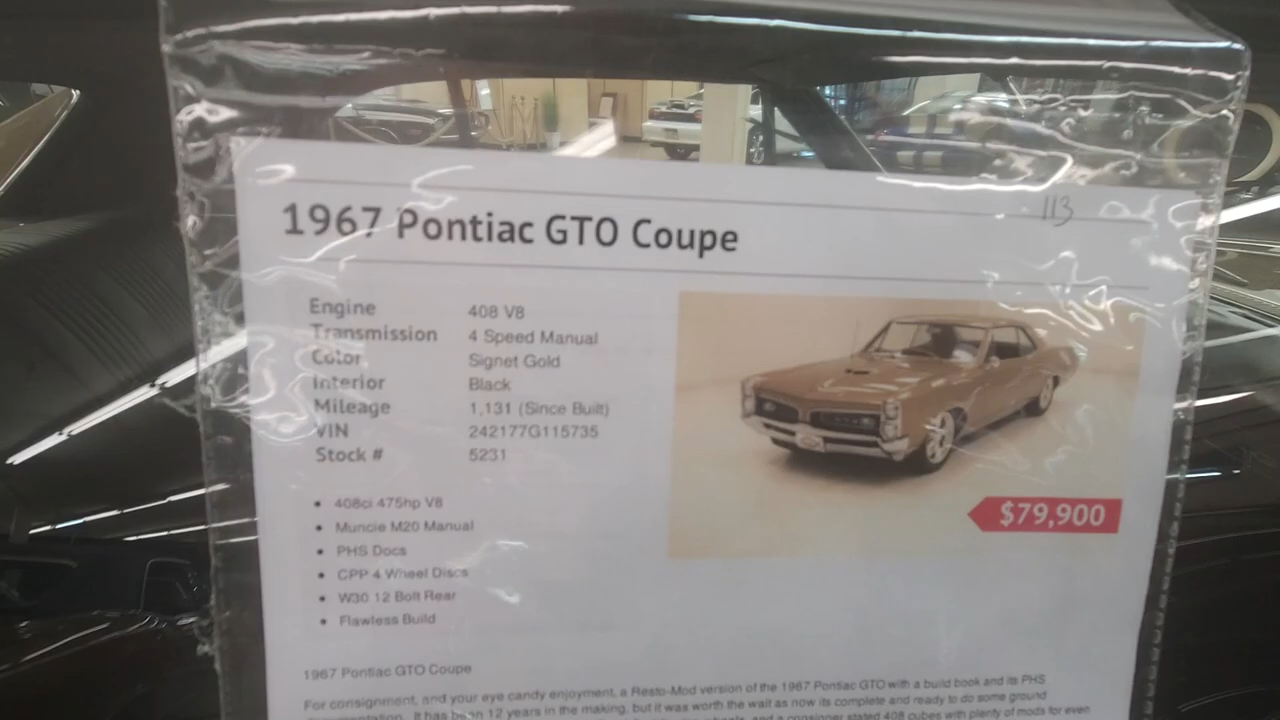 113
1967 Pontiac GTO Coupe
Engine 408 V8
Transmission 4 Speed Manual
Color Signet Gold
Interior Black
Mileage 1,131 (Since Built)
VIN 242177G115735
Stock # 5231
$79,900
• 408ci 475hp V8
• Muncie M20 Manual
• PHS Docs
• CPP 4 Wheel Discs
• W30 12 Bolt Rear
• Flawless Build
1967 Pontiac GTO Coupe
For consignment, and your eye candy enjoyment, a Resto-Mod version of the 1967 Pontiac GTO with a build book and its PHS
It has been 12 years in the making, but it was worth the wait as now its complete and ready to do some ground
and a consigner stated 408 cubes with plenty of mods for even